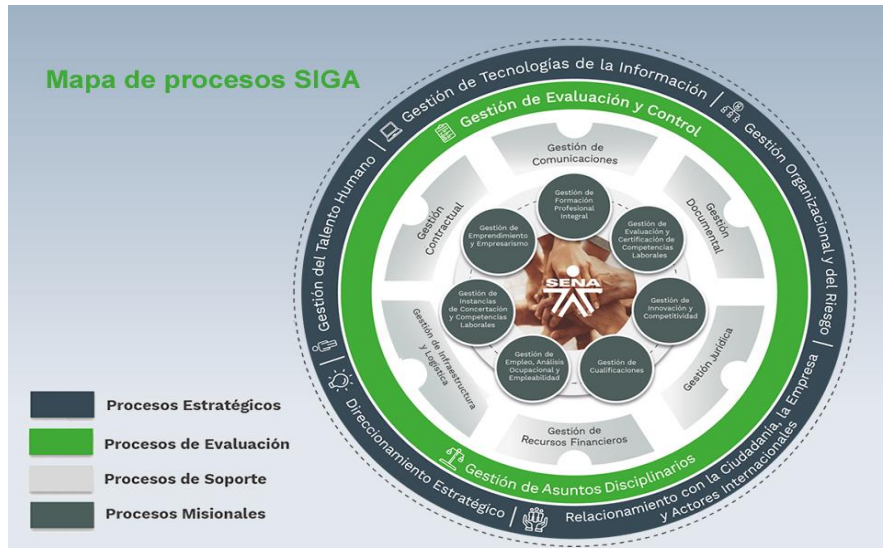 Mapa de procesos SIGA
Gestión de Tecnologías de la Información
Gestión Organizacional y del Riesgo
Relacionamiento con la Ciudadanía, la Empresa
y Actores Internacionales
Direccionamiento Estratégico
Gestión del Talento Humano
Gestión de Evaluación y Control
Gestión de Asuntos Disciplinarios
Gestión de
Comunicaciones
Gestión
Documental
Gestión Jurídica
Gestión de
Recursos Financieros
Gestión de Infraestructura
y Logística
Gestión
Contractual
Gestión de
Formación
Profesional
Integral
Gestión de
Evaluación y
Certificación de
Competencias
Laborales
Gestión de
Innovación y
Competitividad
Gestión de
Cualificaciones
Gestión de
Empleo, Análisis
Ocupacional y
Empleabilidad
Gestión de
Instancias
de Concertación
y Competencias
Laborales
Gestión de
Emprendimiento
y Empresarismo
SENA
Procesos Estratégicos
Procesos de Evaluación
Procesos de Soporte
Procesos Misionales